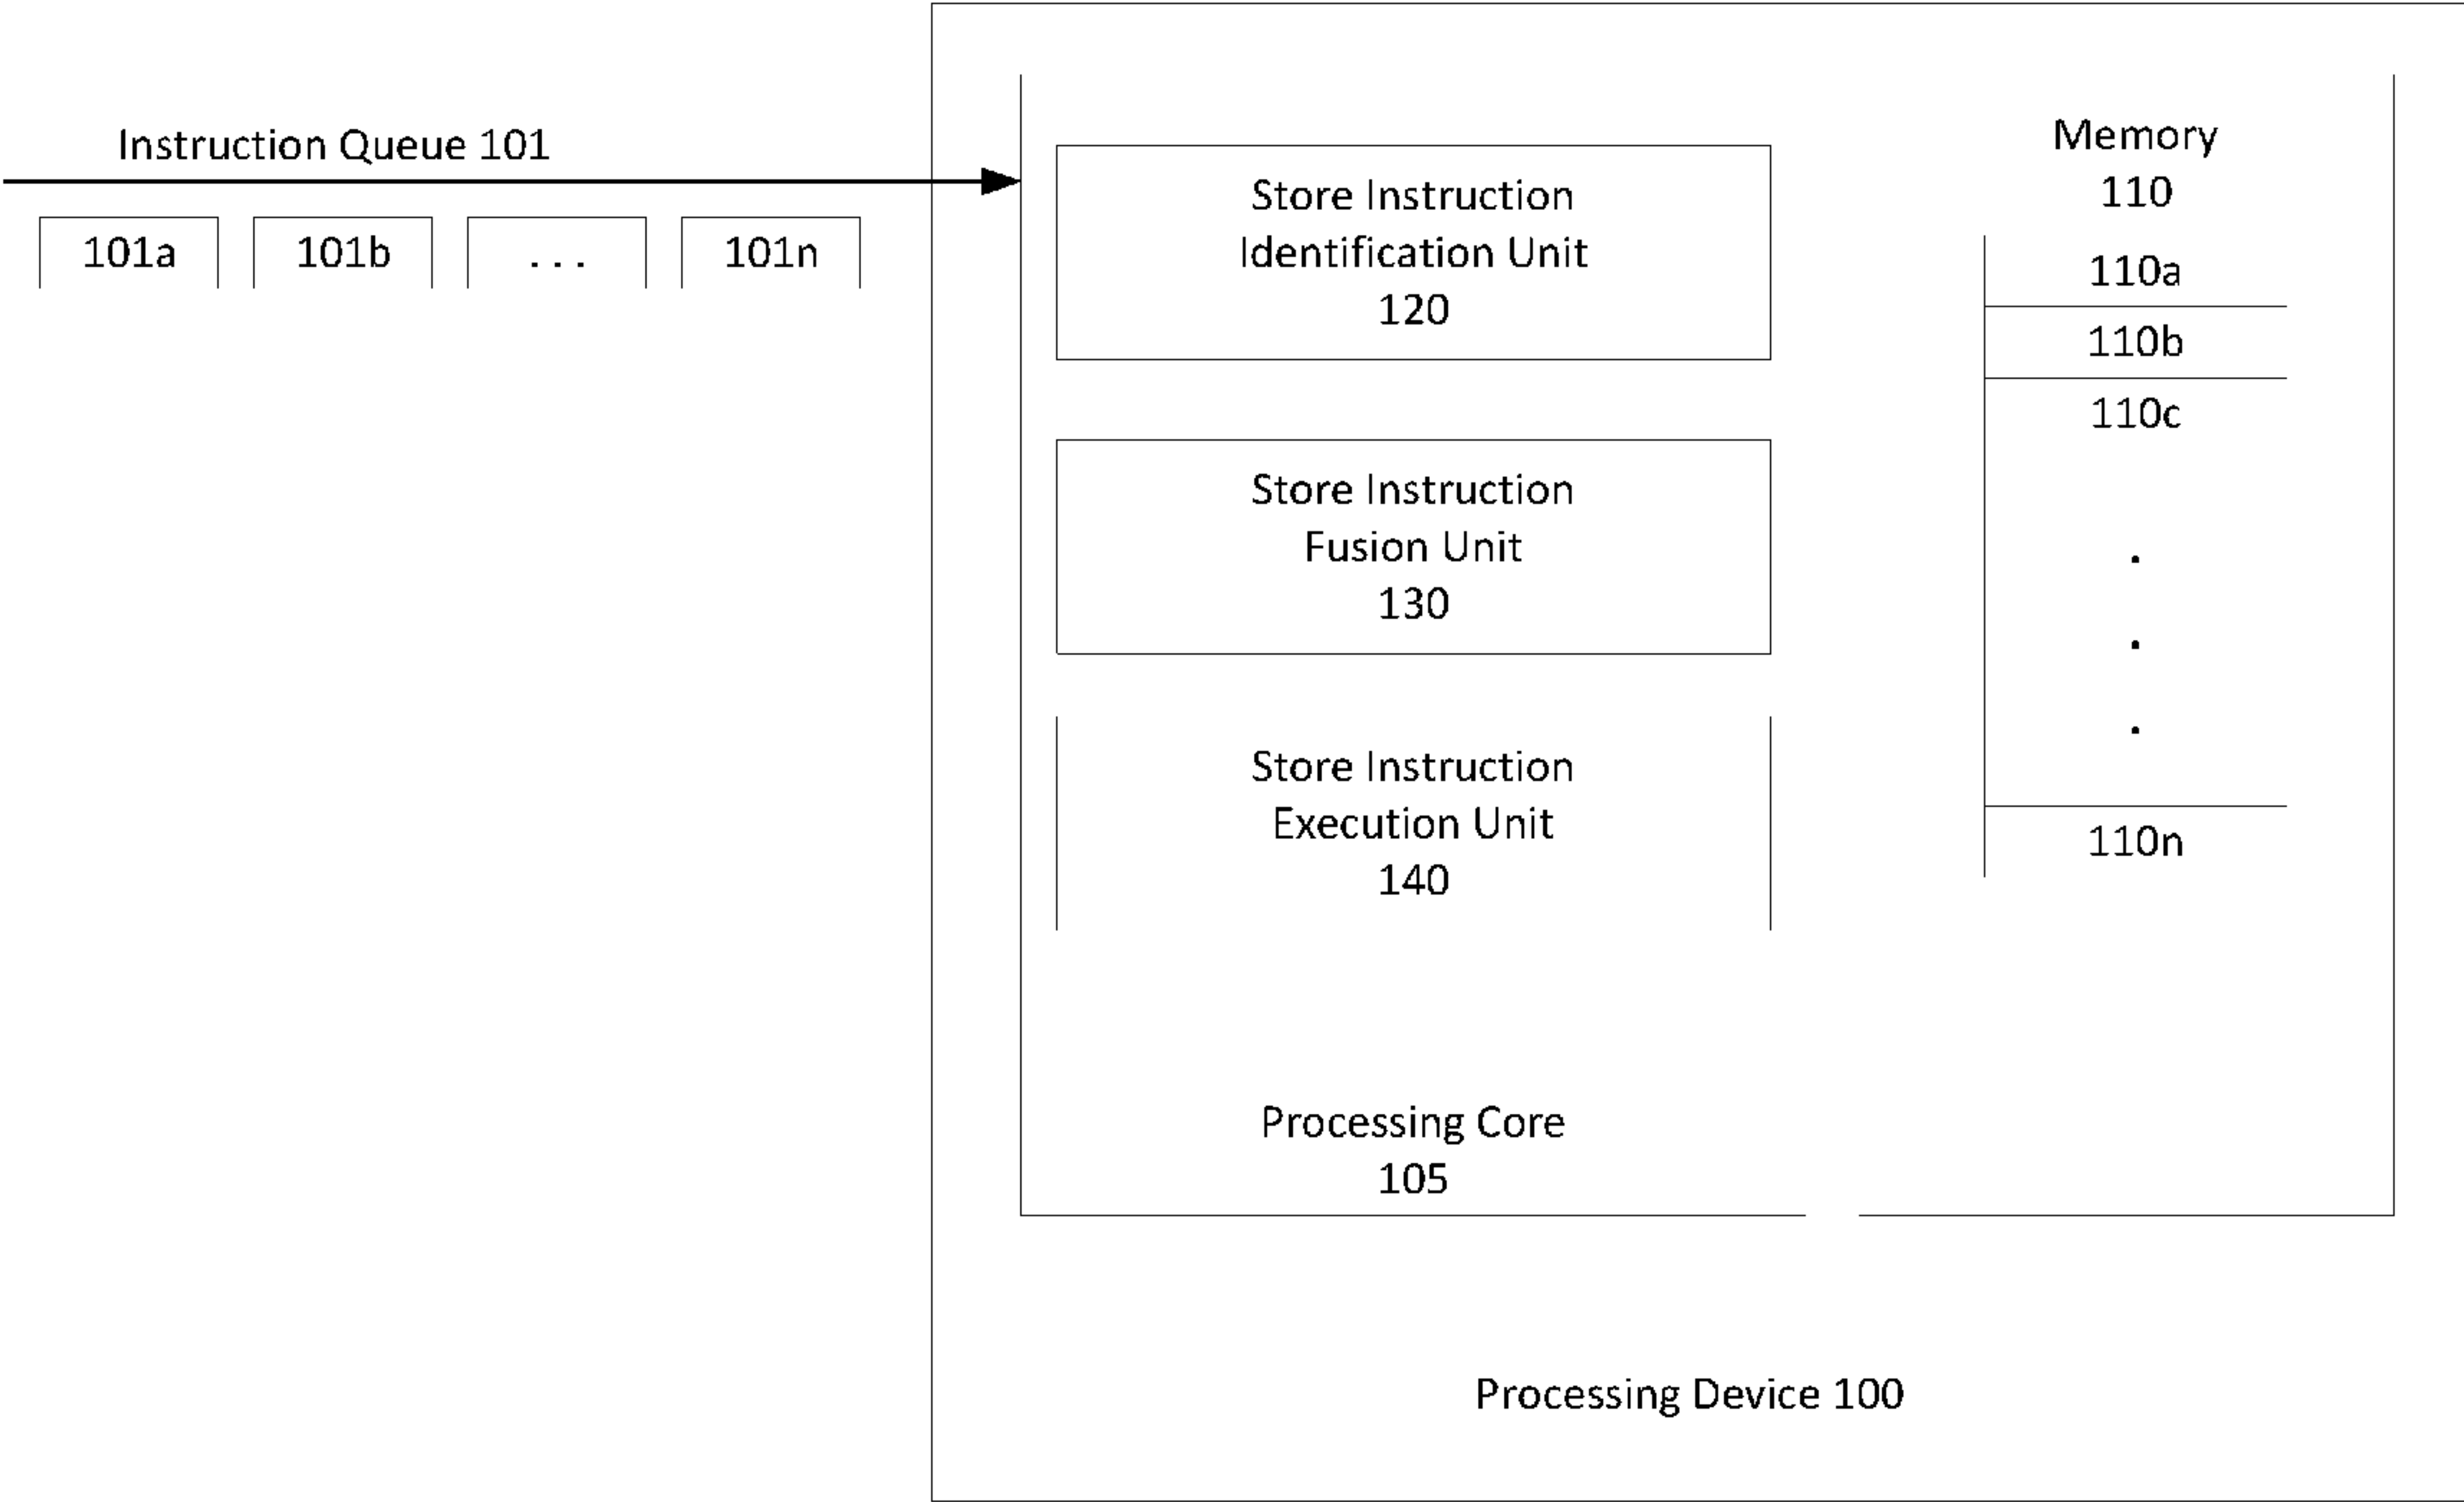 Instruction Queue 101
101a
101b
. . .
101n
Store Instruction
Identification Unit
120
Store Instruction
Fusion Unit
130
Store Instruction
Execution Unit
140
Processing Core
105
Memory
110
110a
110b
110c
.
.
.
110n
Processing Device 100